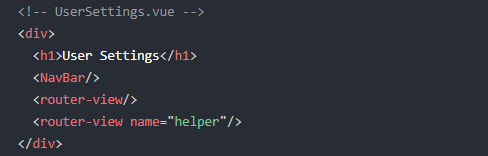 <!-- UserSettings.vue -->
<div>
  <h1>User Settings</h1>
  <NavBar/>
  <router-view/>
  <router-view name="helper"/>
</div>